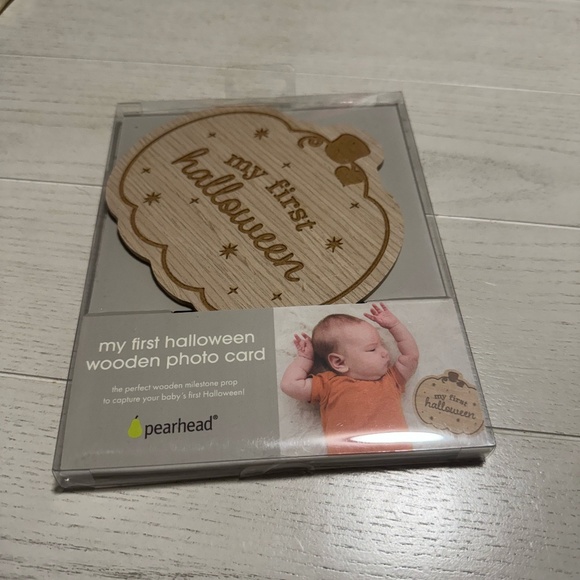 my first
halloween
my first halloween
wooden photo card
the perfect wooden milestone prop
to capture your baby's first Halloween!
pearhead®
my first
halloween